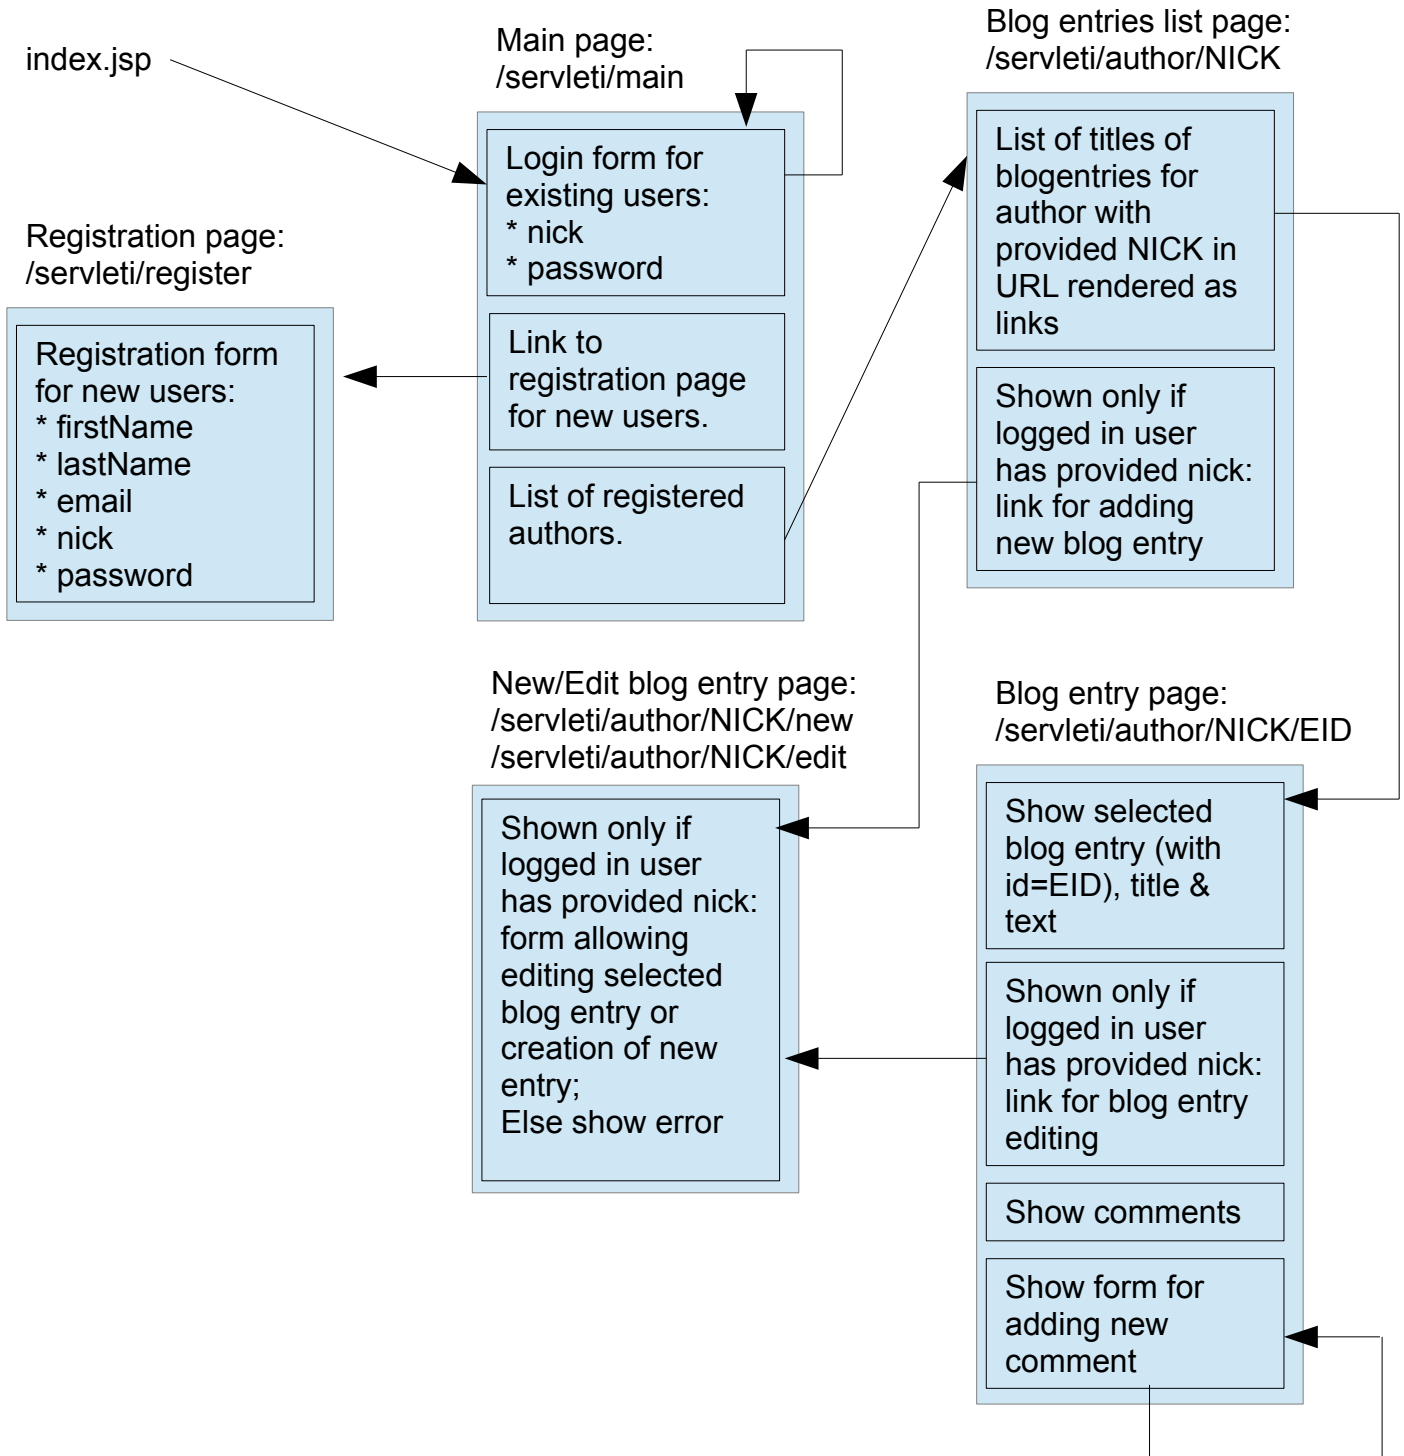 index.jsp
Main page:
/servleti/main
Login form for
existing users:
* nick
* password
Link to
registration page
for new users.
List of registered
authors.
Registration page:
/servleti/register
Registration form
for new users:
* firstName
* lastName
* email
* nick
* password
Blog entries list page:
/servleti/author/NICK
List of titles of
blogentries for
author with
provided NICK in
URL rendered as
links
Shown only if
logged in user
has provided nick:
link for adding
new blog entry
New/Edit blog entry page:
/servleti/author/NICK/new
/servleti/author/NICK/edit
Shown only if
logged in user
has provided nick:
form allowing
editing selected
blog entry or
creation of new
entry;
Else show error
Blog entry page:
/servleti/author/NICK/EID
Show selected
blog entry (with
id=EID), title &
text
Shown only if
logged in user
has provided nick:
link for blog entry
editing
Show comments
Show form for
adding new
comment